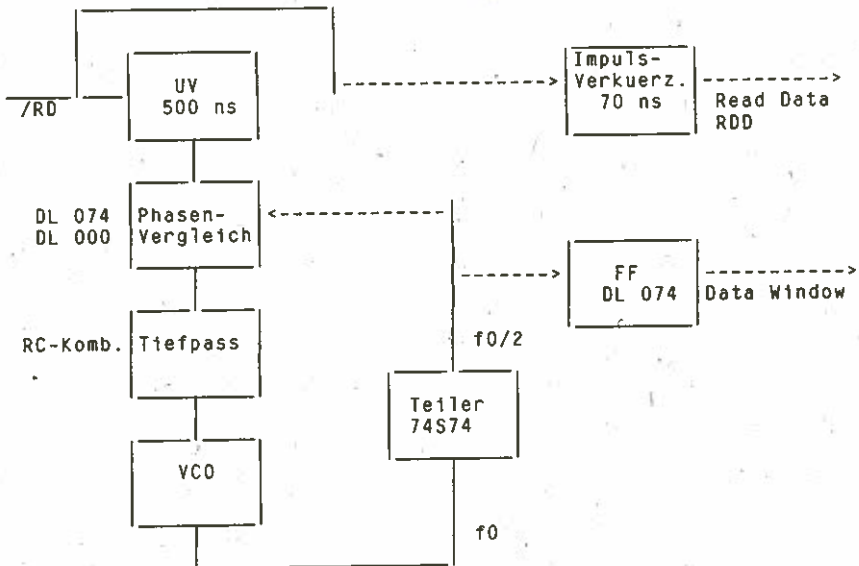 Impuls-
Verkuerz.
70 ns
UV
500 ns
/RD
Read Data
RDD
DL 074
DL 000
Phasen-
Vergleich
FF
DL 074
Data Window
RC-Komb.
Tiefpass
f0/2
Teiler
74S74
VCO
f0